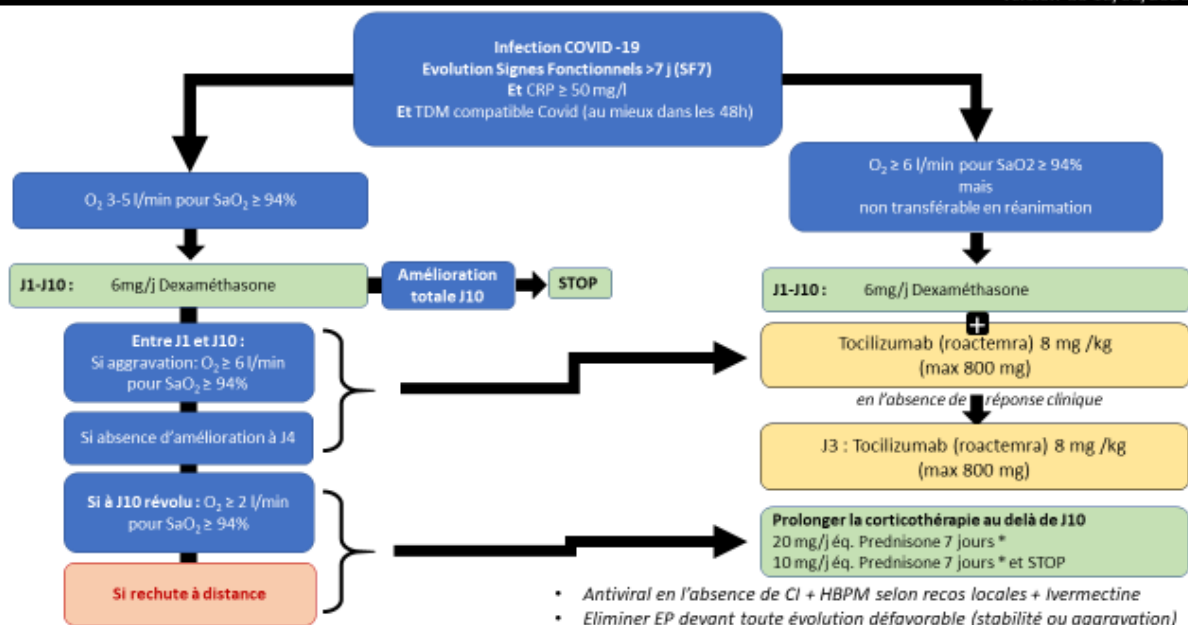 Infection COVID -19
Evolution Signes Fonctionnels >7 j (SF7)
Et CRP ≥ 50 mg/l
Et TDM compatible Covid (au mieux dans les 48h)
O₂ 3-5 l/min pour SaO₂ ≥ 94%
O₂ ≥ 6 l/min pour SaO2 ≥ 94%
mais
non transférable en réanimation
J1-J10 : 6mg/j Dexaméthasone
Amélioration
totale J10
STOP
J1-J10 : 6mg/j Dexaméthasone
+
Entre J1 et J10 :
Si aggravation: O₂ ≥ 6 l/min
pour SaO₂ ≥ 94%
Tocilizumab (roactemra) 8 mg /kg
(max 800 mg)
en l'absence de réponse clinique
Si absence d'amélioration à J4
J3 : Tocilizumab (roactemra) 8 mg /kg
(max 800 mg)
Si à J10 révolu : O₂ ≥ 2 l/min
pour SaO₂ ≥ 94%
Prolonger la corticothérapie au delà de J10
20 mg/j éq. Prednisone 7 jours *
10 mg/j éq. Prednisone 7 jours * et STOP
Si rechute à distance
• Antiviral en l'absence de CI + HBPM selon recos locales + Ivermectine
• Eliminer EP devant toute évolution défavorable (stabilité ou aggravation)